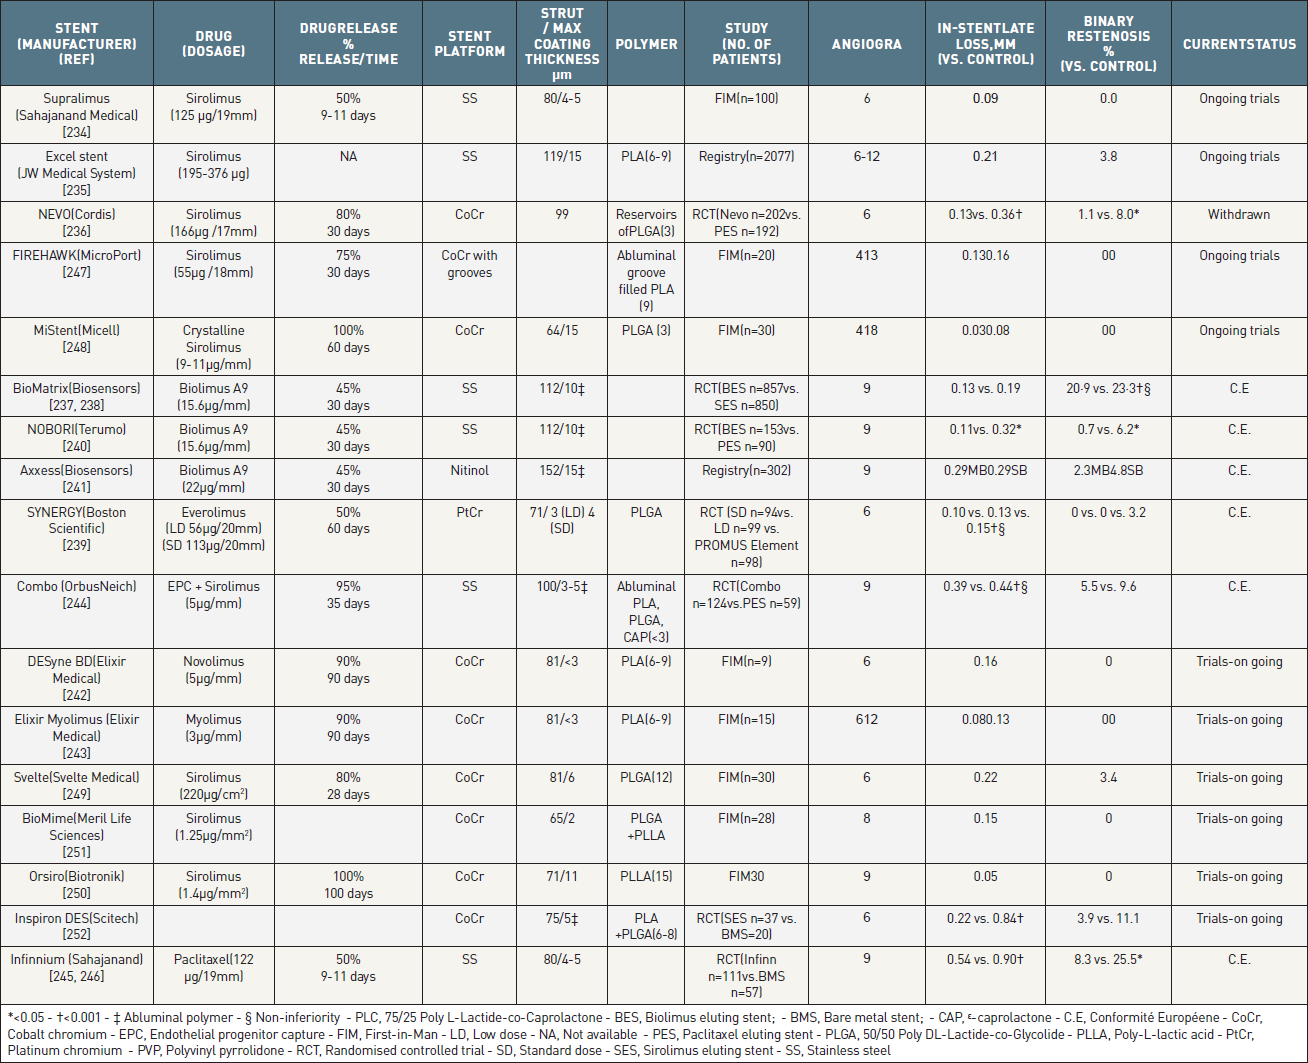 STENT
(MANUFACTURER)
(REF)
DRUG
(DOSAGE)
DRUGRELEASE
%
RELEASE/TIME
STENT
PLATFORM
STRUT
/ MAX
COATING
THICKNESS
µm
POLYMER
STUDY
(NO. OF
PATIENTS)
ANGIOGRA
IN-STENTLATE
LOSS,MM
(VS. CONTROL)
BINARY
RESTENOSIS
%
(VS. CONTROL)
CURRENTSTATUS
Supralimus
(Sahajanand Medical)
[234]
Sirolimus
(125 µg/19mm)
50%
9-11 days
SS
80/4-5
FIM(n=100)
6
0.09
0.0
Ongoing trials
Excel stent
(JW Medical System)
[235]
Sirolimus
(195-376 µg)
NA
SS
119/15
PLA(6-9)
Registry(n=2077)
6-12
0.21
3.8
Ongoing trials
NEVO(Cordis)
[236]
Sirolimus
(166µg /17mm)
80%
30 days
CoCr
99
Reservoirs
ofPLGA(3)
RCT(Nevo n=202vs.
PES n=192)
6
0.13vs. 0.36†
1.1 vs. 8.0*
Withdrawn
FIREHAWK(MicroPort)
[247]
Sirolimus
(55µg /18mm)
75%
30 days
CoCr with
grooves
Abluminal
groove
filled PLA
(9)
FIM(n=20)
413
0.130.16
00
Ongoing trials
MiStent(Micell)
[248]
Crystalline
Sirolimus
(9-11µg/mm)
100%
60 days
CoCr
64/15
PLGA (3)
FIM(n=30)
418
0.030.08
00
Ongoing trials
BioMatrix(Biosensors)
[237, 238]
Biolimus A9
(15.6µg/mm)
45%
30 days
SS
112/10‡
RCT(BES n=857vs.
SES n=850)
9
0.13 vs. 0.19
20·9 vs. 23·3†§
C.E
NOBORI(Terumo)
[240]
Biolimus A9
(15.6µg/mm)
45%
30 days
SS
112/10‡
RCT(BES n=153vs.
PES n=90)
9
0.11vs. 0.32*
0.7 vs. 6.2*
C.E.
Axxess(Biosensors)
[241]
Biolimus A9
(22µg/mm)
45%
30 days
Nitinol
152/15‡
Registry(n=302)
9
0.29MB0.29SB
2.3MB4.8SB
C.E.
SYNERGY(Boston
Scientific)
[239]
Everolimus
(LD 56µg/20mm)
(SD 113µg/20mm)
50%
60 days
PtCr
71/ 3 (LD) 4
(SD)
PLGA
RCT (SD n=94vs.
LD n=99 vs.
PROMUS Element
n=98)
6
0.10 vs. 0.13 vs.
0.15†§
0 vs. 0 vs. 3.2
C.E.
Combo (OrbusNeich)
[244]
EPC + Sirolimus
(5µg/mm)
95%
35 days
SS
100/3-5‡
Abluminal
PLA,
PLGA,
CAP(<3)
RCT(Combo
n=124vs.PES n=59)
9
0.39 vs. 0.44†§
5.5 vs. 9.6
C.E.
DESyne BD(Elixir
Medical)
[242]
Novolimus
(5µg/mm)
90%
90 days
CoCr
81/<3
PLA(6-9)
FIM(n=9)
6
0.16
0
Trials-on going
Elixir Myolimus (Elixir
Medical)
[243]
Myolimus
(3µg/mm)
90%
90 days
CoCr
81/<3
PLA(6-9)
FIM(n=15)
612
0.080.13
00
Trials-on going
Svelte(Svelte Medical)
[249]
Sirolimus
(220µg/cm²)
80%
28 days
CoCr
81/6
PLGA(12)
FIM(n=30)
6
0.22
3.4
Trials-on going
BioMime(Meril Life
Sciences)
[251]
Sirolimus
(1.25µg/mm²)
CoCr
65/2
PLGA
+PLLA
FIM(n=28)
8
0.15
0
Trials-on going
Orsiro(Biotronik)
[250]
Sirolimus
(1.4µg/mm²)
100%
100 days
CoCr
71/11
PLLA(15)
FIM30
9
0.05
0
Trials-on going
Inspiron DES(Scitech)
[252]
CoCr
75/5‡
PLA
+PLGA(6-8)
RCT(SES n=37 vs.
BMS=20)
6
0.22 vs. 0.84†
3.9 vs. 11.1
Trials-on going
Infinnium (Sahajanand)
[245, 246]
Paclitaxel(122
µg/19mm)
50%
9-11 days
SS
80/4-5
RCT(Infinn
n=111vs.BMS
n=57)
9
0.54 vs. 0.90†
8.3 vs. 25.5*
C.E.
*<0.05 - †<0.001 - ‡ Abluminal polymer - § Non-inferiority - PLC, 75/25 Poly L-Lactide-co-Caprolactone - BES, Biolimus eluting stent; - BMS, Bare metal stent; - CAP, ε-caprolactone - C.E, Conformité Européene - CoCr,
Cobalt chromium - EPC, Endothelial progenitor capture - FIM, First-in-Man - LD, Low dose - NA, Not available - PES, Paclitaxel eluting stent - PLGA, 50/50 Poly DL-Lactide-co-Glycolide - PLLA, Poly-L-lactic acid - PtCr,
Platinum chromium - PVP, Polyvinyl pyrrolidone - RCT, Randomised controlled trial - SD, Standard dose - SES, Sirolimus eluting stent - SS, Stainless steel